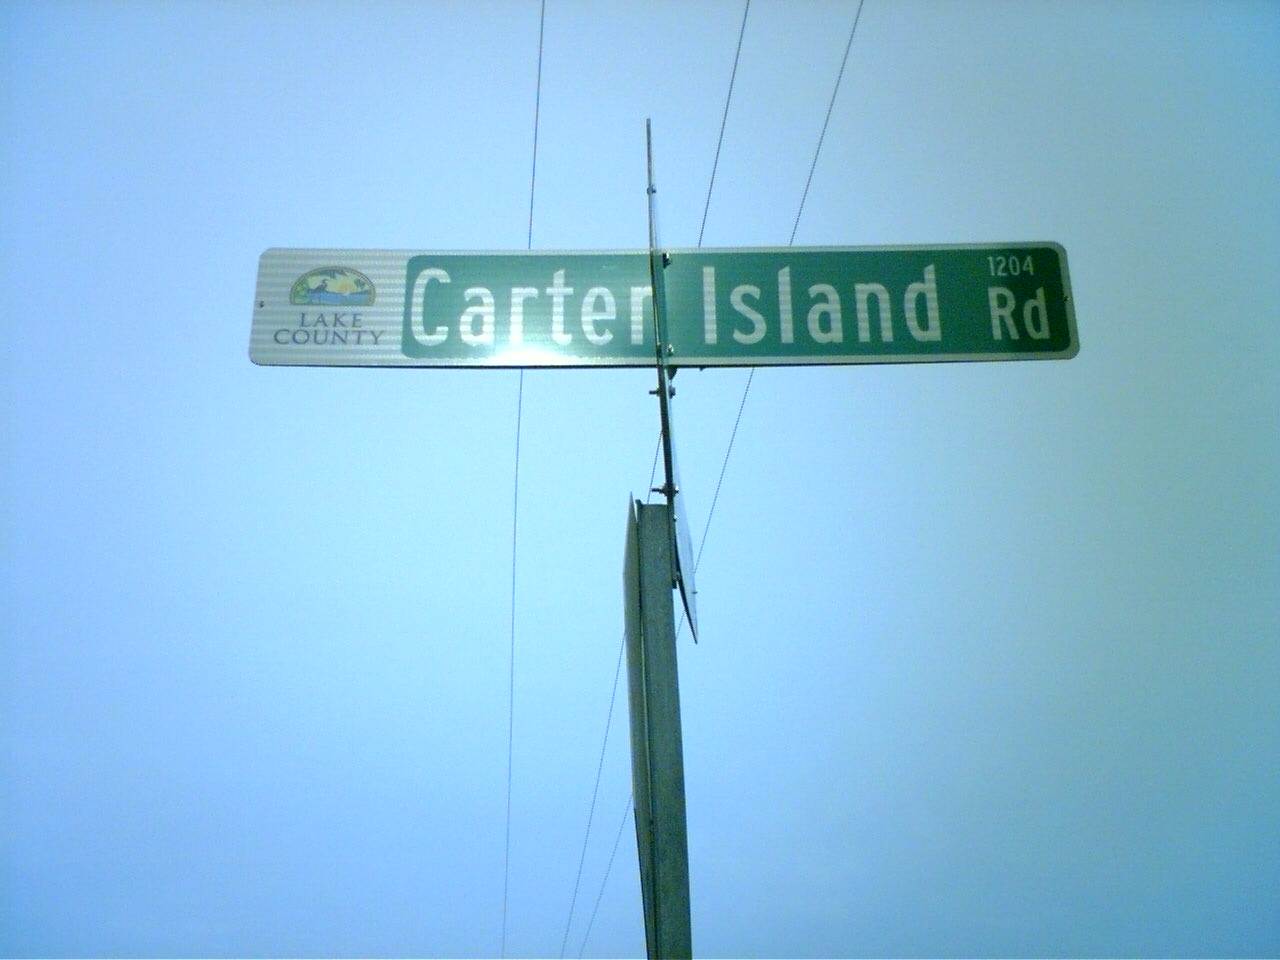 LAKE
COUNTY
Carter Island Rd
1204